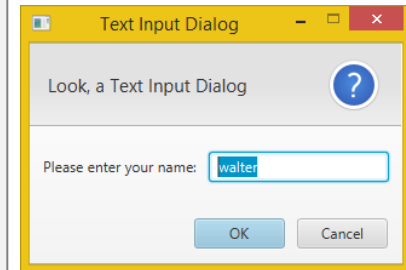 Text Input Dialog
Look, a Text Input Dialog
?
Please enter your name: walter
OK Cancel